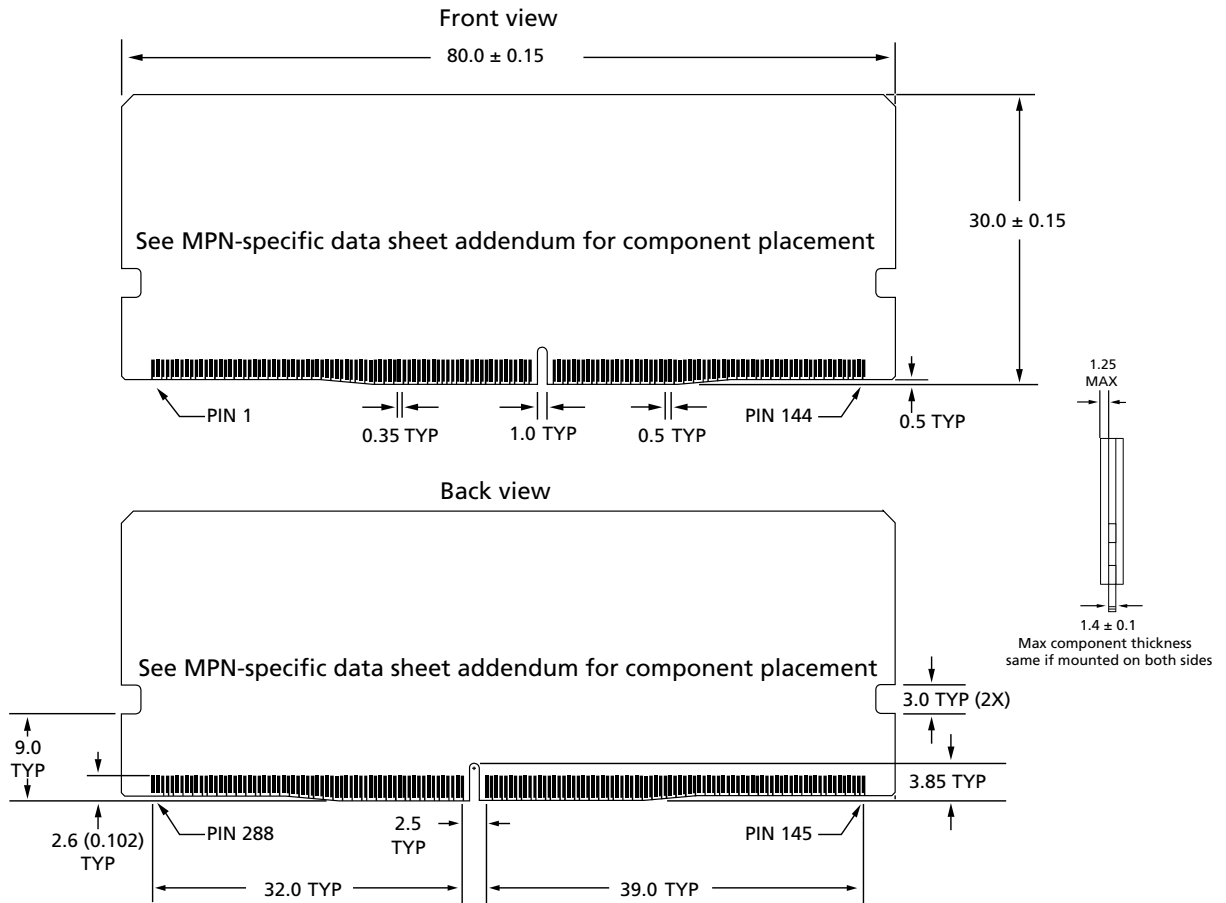 Front view
80.0 ± 0.15
See MPN-specific data sheet addendum for component placement
30.0 ± 0.15
PIN 1
0.35 TYP
1.0 TYP
0.5 TYP
PIN 144
0.5 TYP
1.25
MAX
1.4 ± 0.1
Max component thickness
same if mounted on both sides
Back view
See MPN-specific data sheet addendum for component placement
3.0 TYP (2X)
9.0
TYP
3.85 TYP
2.6 (0.102)
TYP
PIN 288
2.5
TYP
PIN 145
32.0 TYP
39.0 TYP